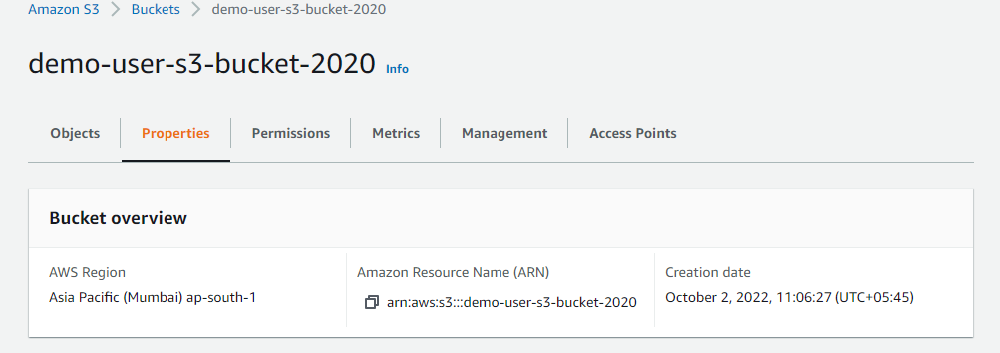 Amazon S3 > Buckets > demo-user-s3-bucket-2020
demo-user-s3-bucket-2020 Info
Objects Properties Permissions Metrics Management Access Points
Bucket overview
AWS Region Amazon Resource Name (ARN) Creation date
Asia Pacific (Mumbai) ap-south-1 arn:aws:s3:::demo-user-s3-bucket-2020 October 2, 2022, 11:06:27 (UTC+05:45)